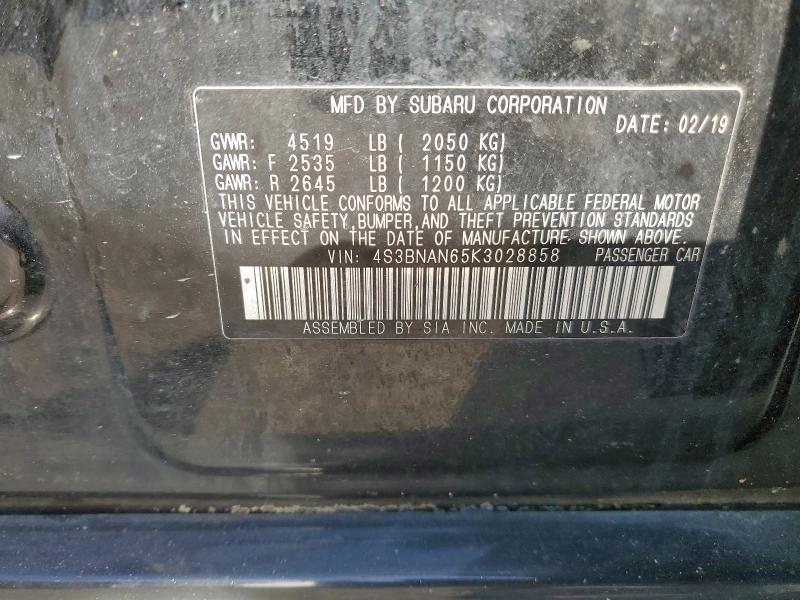 MFD BY SUBARU CORPORATION
DATE: 02/19
GVWR: 4519 LB ( 2050 KG)
GAWR: F 2535 LB ( 1150 KG)
GAWR: R 2645 LB ( 1200 KG)
THIS VEHICLE CONFORMS TO ALL APPLICABLE FEDERAL MOTOR
VEHICLE SAFETY, BUMPER, AND THEFT PREVENTION STANDARDS
IN EFFECT ON THE DATE OF MANUFACTURE SHOWN ABOVE.
VIN: 4S3BNAN65K3028858 PASSENGER CAR
ASSEMBLED BY SIA INC. MADE IN U.S.A.